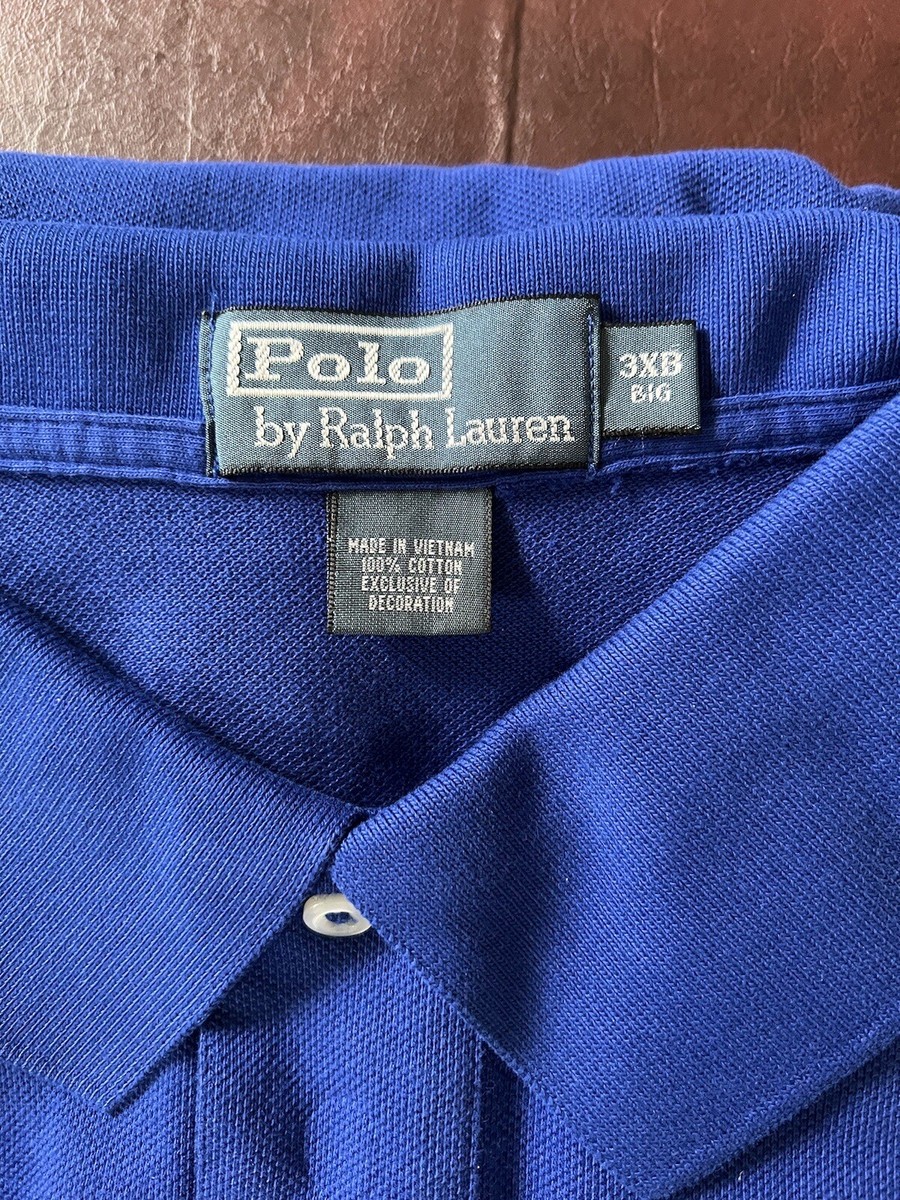 Polo
by Ralph Lauren
3XB
BIG
MADE IN VIETNAM
100% COTTON
EXCLUSIVE OF
DECORATION